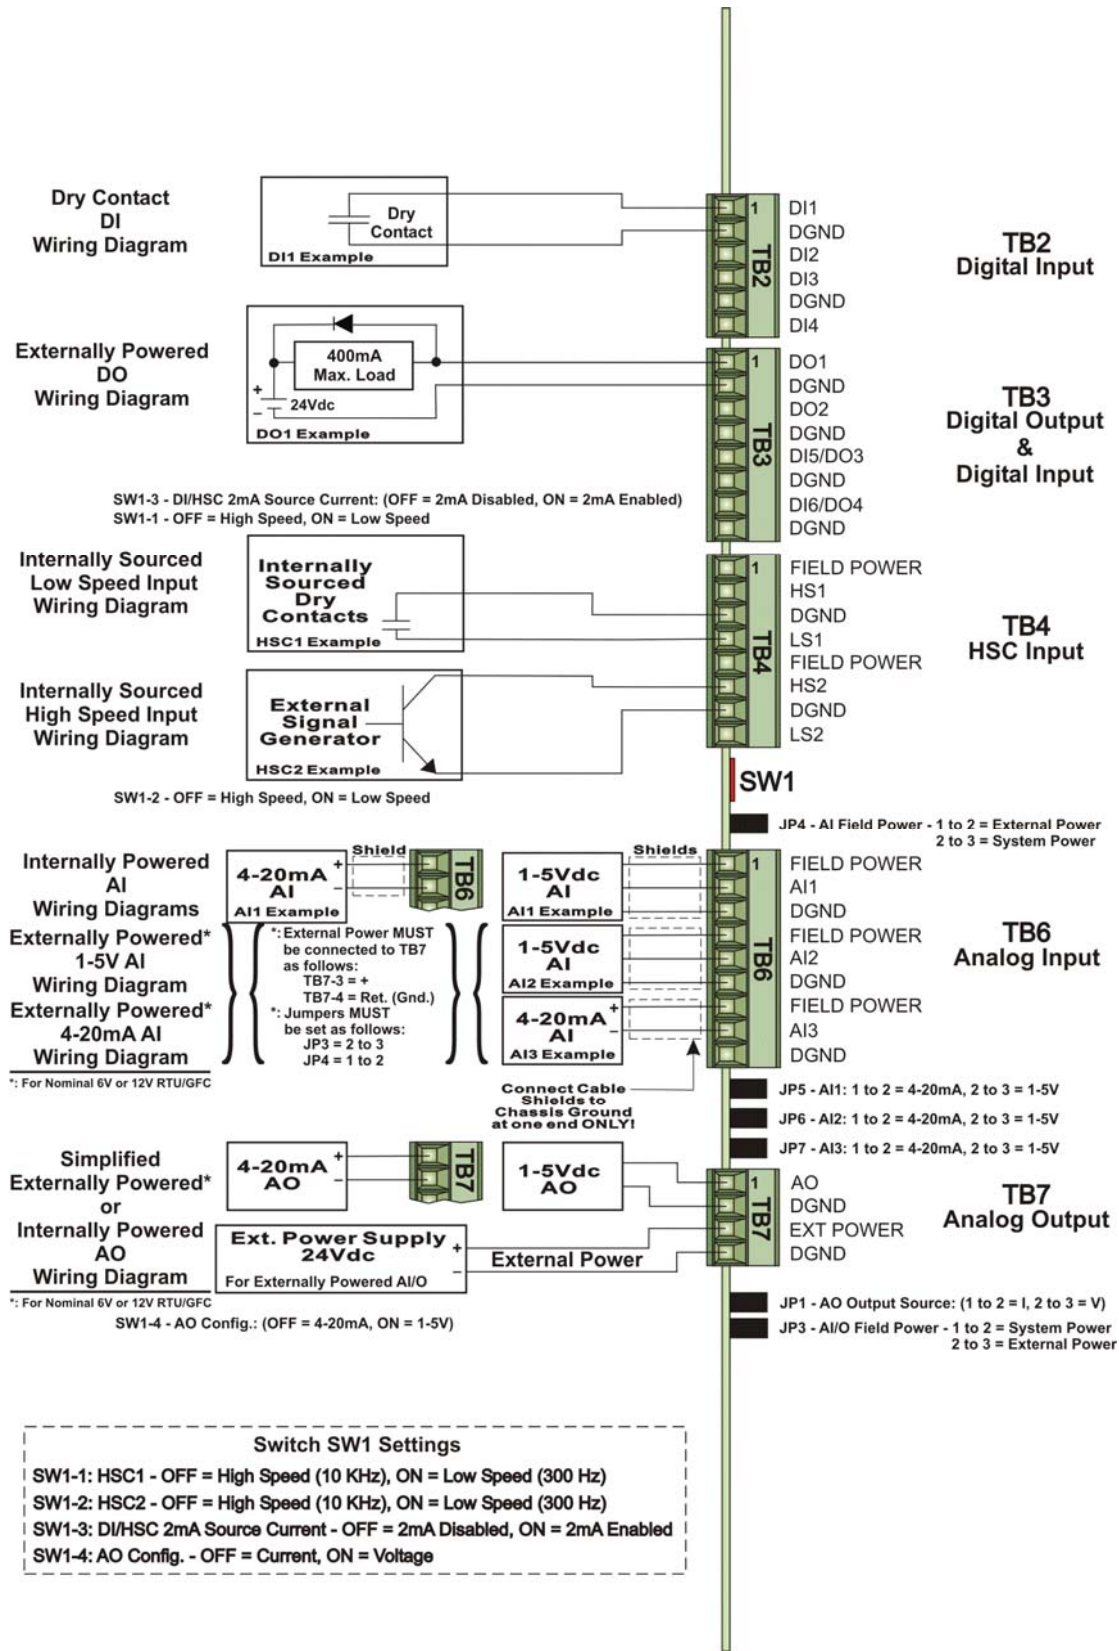 Dry Contact
DI
Wiring Diagram
Dry
Contact
DI1 Example
1
TB2
DI1
DGND
DI2
DI3
DGND
DI4
TB2
Digital Input
Externally Powered
DO
Wiring Diagram
400mA
Max. Load
+
–
24Vdc
DO1 Example
1
TB3
DO1
DGND
DO2
DGND
DI5/DO3
DGND
DI6/DO4
DGND
TB3
Digital Output
&
Digital Input
SW1-3 - DI/HSC 2mA Source Current: (OFF = 2mA Disabled, ON = 2mA Enabled)
SW1-1 - OFF = High Speed, ON = Low Speed
Internally Sourced
Low Speed Input
Wiring Diagram
Internally
Sourced
Dry
Contacts
HSC1 Example
1
TB4
FIELD POWER
HS1
DGND
LS1
FIELD POWER
HS2
DGND
LS2
TB4
HSC Input
Internally Sourced
High Speed Input
Wiring Diagram
External
Signal
Generator
HSC2 Example
SW1-2 - OFF = High Speed, ON = Low Speed
SW1
JP4 - AI Field Power - 1 to 2 = External Power
2 to 3 = System Power
Internally Powered
AI
Wiring Diagrams
4-20mA
AI
+
–
AI1 Example
Shield
TB6
1-5Vdc
AI
AI1 Example
Shields
1
TB6
FIELD POWER
AI1
DGND
FIELD POWER
AI2
DGND
FIELD POWER
AI3
DGND
TB6
Analog Input
Externally Powered*
1-5V AI
Wiring Diagram
Externally Powered*
4-20mA AI
Wiring Diagram
*: For Nominal 6V or 12V RTU/GFC
*: External Power MUST
be connected to TB7
as follows:
TB7-3 = +
TB7-4 = Ret. (Gnd.)
*: Jumpers MUST
be set as follows:
JP3 = 2 to 3
JP4 = 1 to 2
1-5Vdc
AI
AI2 Example
4-20mA
AI
+
–
AI3 Example
Connect Cable
Shields to
Chassis Ground
at one end ONLY!
JP5 - AI1: 1 to 2 = 4-20mA, 2 to 3 = 1-5V
JP6 - AI2: 1 to 2 = 4-20mA, 2 to 3 = 1-5V
JP7 - AI3: 1 to 2 = 4-20mA, 2 to 3 = 1-5V
Simplified
Externally Powered*
or
Internally Powered
AO
Wiring Diagram
*: For Nominal 6V or 12V RTU/GFC
4-20mA
AO
+
–
TB7
1-5Vdc
AO
1
TB7
AO
DGND
EXT POWER
DGND
TB7
Analog Output
Ext. Power Supply
24Vdc
+
–
For Externally Powered AI/O
External Power
SW1-4 - AO Config.: (OFF = 4-20mA, ON = 1-5V)
JP1 - AO Output Source: (1 to 2 = I, 2 to 3 = V)
JP3 - AI/O Field Power - 1 to 2 = System Power
2 to 3 = External Power
Switch SW1 Settings
SW1-1: HSC1 - OFF = High Speed (10 KHz), ON = Low Speed (300 Hz)
SW1-2: HSC2 - OFF = High Speed (10 KHz), ON = Low Speed (300 Hz)
SW1-3: DI/HSC 2mA Source Current - OFF = 2mA Disabled, ON = 2mA Enabled
SW1-4: AO Config. - OFF = Current, ON = Voltage